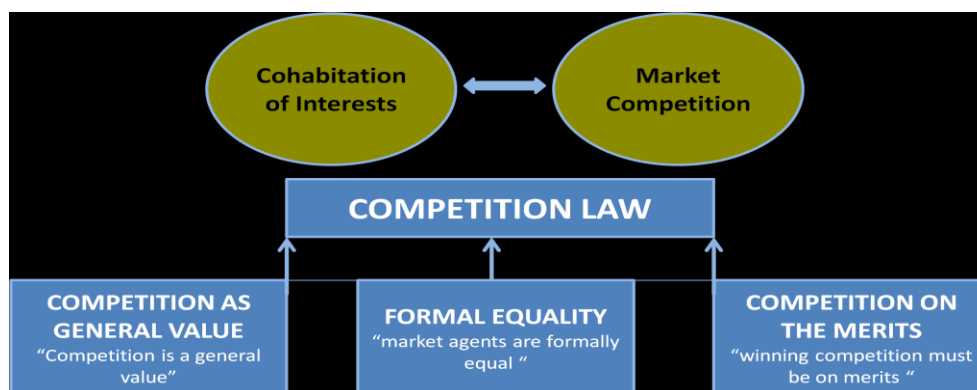 Cohabitation
of Interests
Market
Competition
COMPETITION LAW
COMPETITION AS
GENERAL VALUE
“Competition is a general
value”
FORMAL EQUALITY
“market agents are formally
equal “
COMPETITION ON
THE MERITS
“winning competition must
be on merits “